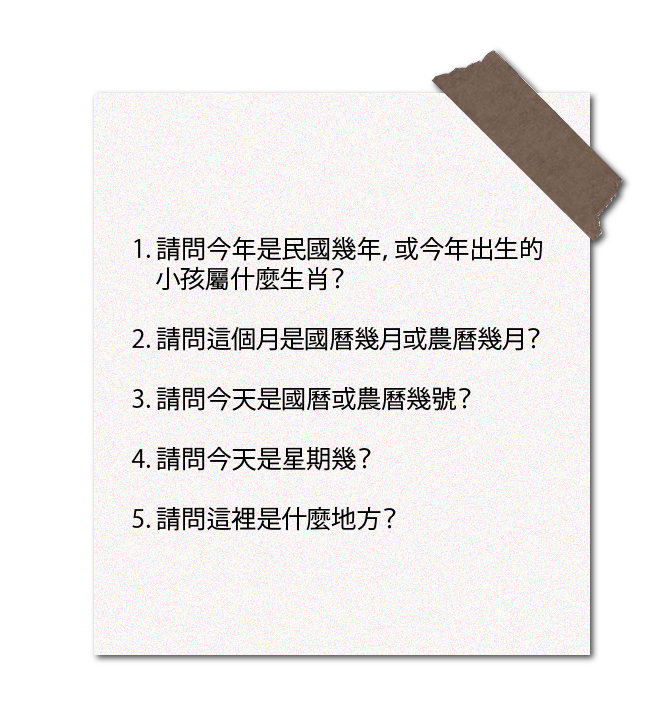 1. 請問今年是民國幾年, 或今年出生的
小孩屬什麼生肖?
2. 請問這個月是國曆幾月或農曆幾月?
3. 請問今天是國曆或農曆幾號?
4. 請問今天是星期幾?
5. 請問這裡是什麼地方?